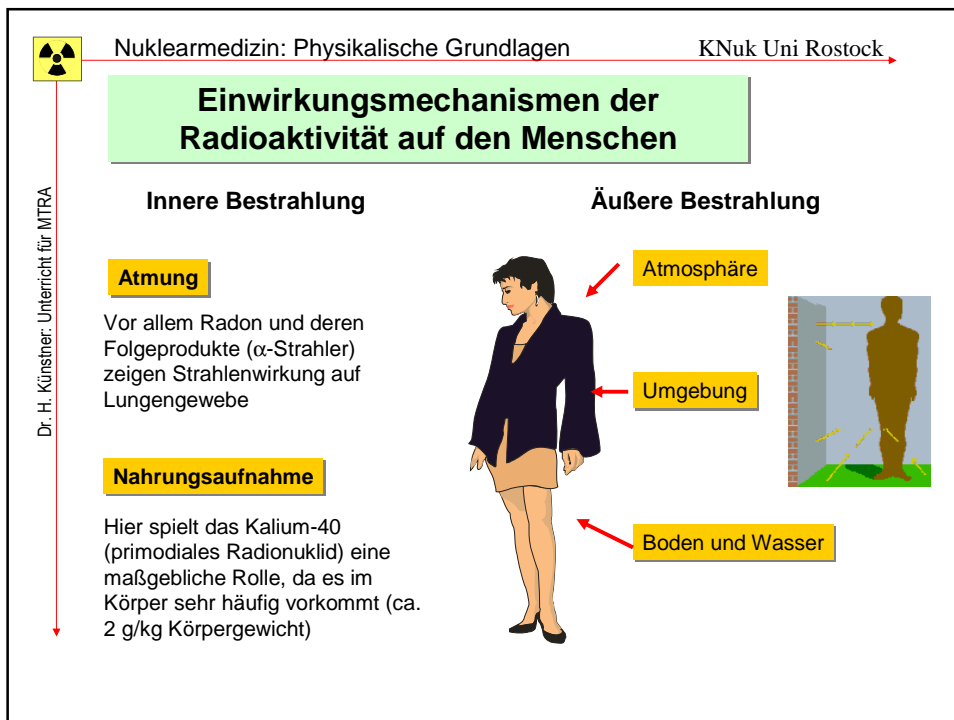 Nuklearmedizin: Physikalische Grundlagen
KNuk Uni Rostock
Einwirkungsmechanismen der
Radioaktivität auf den Menschen
Dr. H. Künstner: Unterricht für MTRA
Innere Bestrahlung
Atmung
Vor allem Radon und deren
Folgeprodukte (α-Strahler)
zeigen Strahlenwirkung auf
Lungengewebe
Nahrungsaufnahme
Hier spielt das Kalium-40
(primodiales Radionuklid) eine
maßgebliche Rolle, da es im
Körper sehr häufig vorkommt (ca.
2 g/kg Körpergewicht)
Äußere Bestrahlung
Atmosphäre
Umgebung
Boden und Wasser